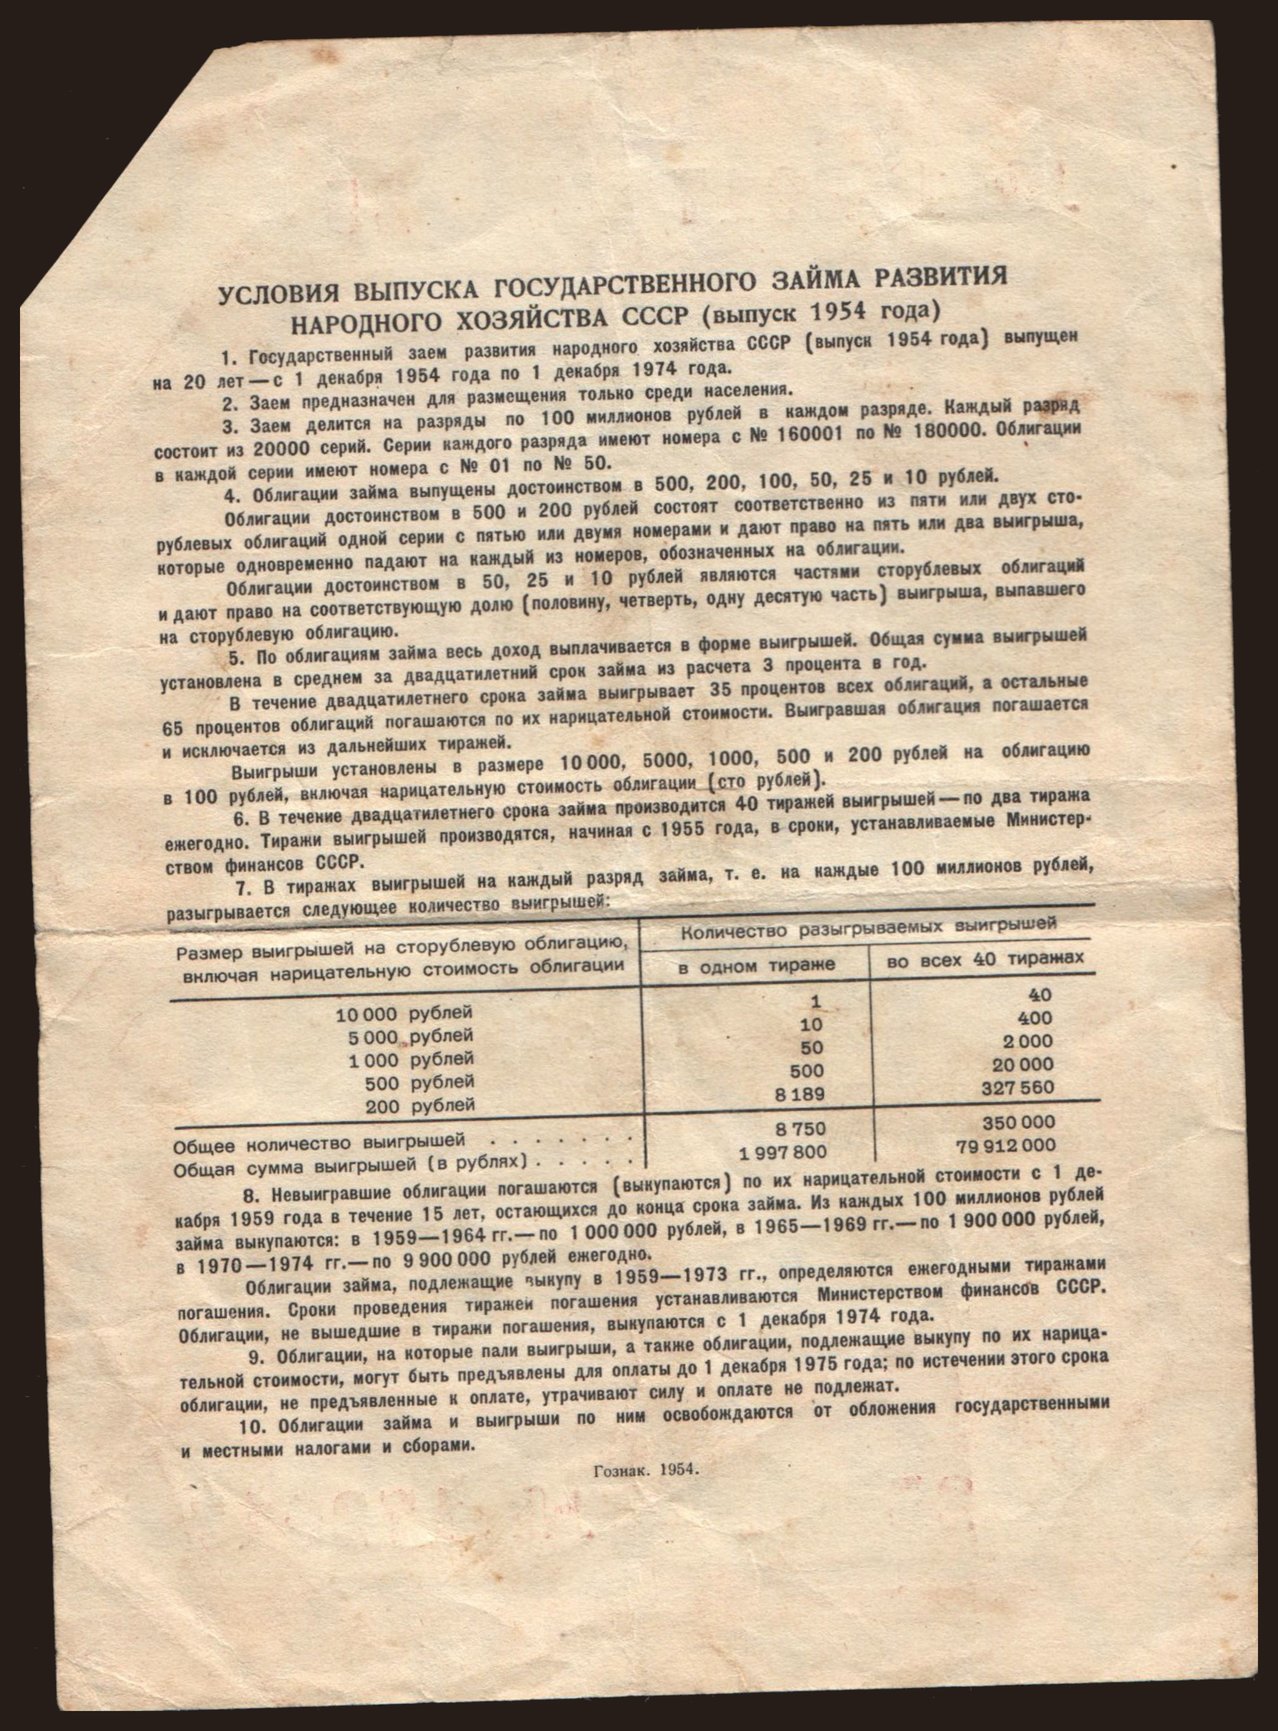 УСЛОВИЯ ВЫПУСКА ГОСУДАРСТВЕННОГО ЗАЙМА РАЗВИТИЯ
НАРОДНОГО ХОЗЯЙСТВА СССР (выпуск 1954 года)
1. Государственный заем развития народного хозяйства СССР (выпуск 1954 года) выпущен
на 20 лет—с 1 декабря 1954 года по 1 декабря 1974 года.
2. Заем предназначен для размещения только среди населения.
3. Заем делится на разряды по 100 миллионов рублей в каждом разряде. Каждый разряд
состоит из 20000 серий. Серии каждого разряда имеют номера с № 160001 по № 180000. Облигации
в каждой серии имеют номера с № 01 по № 50.
4. Облигации займа выпущены достоинством в 500, 200, 100, 50, 25 и 10 рублей.
Облигации достоинством в 500 и 200 рублей состоят соответственно из пяти или двух сто-
рублевых облигаций одной серии с пятью или двумя номерами и дают право на пять или два выигрыша,
которые одновременно падают на каждый из номеров, обозначенных на облигации.
Облигации достоинством в 50, 25 и 10 рублей являются частями сторублевых облигаций
и дают право на соответствующую долю (половину, четверть, одну десятую часть) выигрыша, выпавшего
на сторублевую облигацию.
5. По облигациям займа весь доход выплачивается в форме выигрышей. Общая сумма выигрышей
установлена в среднем за двадцатилетний срок займа из расчета 3 процента в год.
В течение двадцатилетнего срока займа выигрывает 35 процентов всех облигаций, а остальные
65 процентов облигаций погашаются по их нарицательной стоимости. Выигравшая облигация погашается
и исключается из дальнейших тиражей.
Выигрыши установлены в размере 10 000, 5000, 1000, 500 и 200 рублей на облигацию
в 100 рублей, включая нарицательную стоимость облигации (сто рублей).
6. В течение двадцатилетнего срока займа производится 40 тиражей выигрышей—по два тиража
ежегодно. Тиражи выигрышей производятся, начиная с 1955 года, в сроки, устанавливаемые Министер-
ством финансов СССР.
7. В тиражах выигрышей на каждый разряд займа, т. е. на каждые 100 миллионов рублей,
разыгрывается следующее количество выигрышей:
Размер выигрышей на сторублевую облигацию,
включая нарицательную стоимость облигации
Количество разыгрываемых выигрышей
в одном тираже во всех 40 тиражах
10 000 рублей 1 40
5 000 рублей 10 400
1 000 рублей 50 2 000
500 рублей 500 20 000
200 рублей 8 189 327 560
Общее количество выигрышей . . . . . . . 8 750 350 000
Общая сумма выигрышей (в рублях) . . . . . 1 997 800 79 912 000
8. Невыигравшие облигации погашаются (выкупаются) по их нарицательной стоимости с 1 де-
кабря 1959 года в течение 15 лет, остающихся до конца срока займа. Из каждых 100 миллионов рублей
займа выкупаются: в 1959—1964 гг.—по 1 000 000 рублей, в 1965—1969 гг.—по 1 900 000 рублей,
в 1970—1974 гг.—по 9 900 000 рублей ежегодно.
Облигации займа, подлежащие выкупу в 1959—1973 гг., определяются ежегодными тиражами
погашения. Сроки проведения тиражей погашения устанавливаются Министерством финансов СССР.
Облигации, не вышедшие в тиражи погашения, выкупаются с 1 декабря 1974 года.
9. Облигации, на которые пали выигрыши, а также облигации, подлежащие выкупу по их нарица-
тельной стоимости, могут быть предъявлены для оплаты до 1 декабря 1975 года; по истечении этого срока
облигации, не предъявленные к оплате, утрачивают силу и оплате не подлежат.
10. Облигации займа и выигрыши по ним освобождаются от обложения государственными
и местными налогами и сборами.
Гознак. 1954.